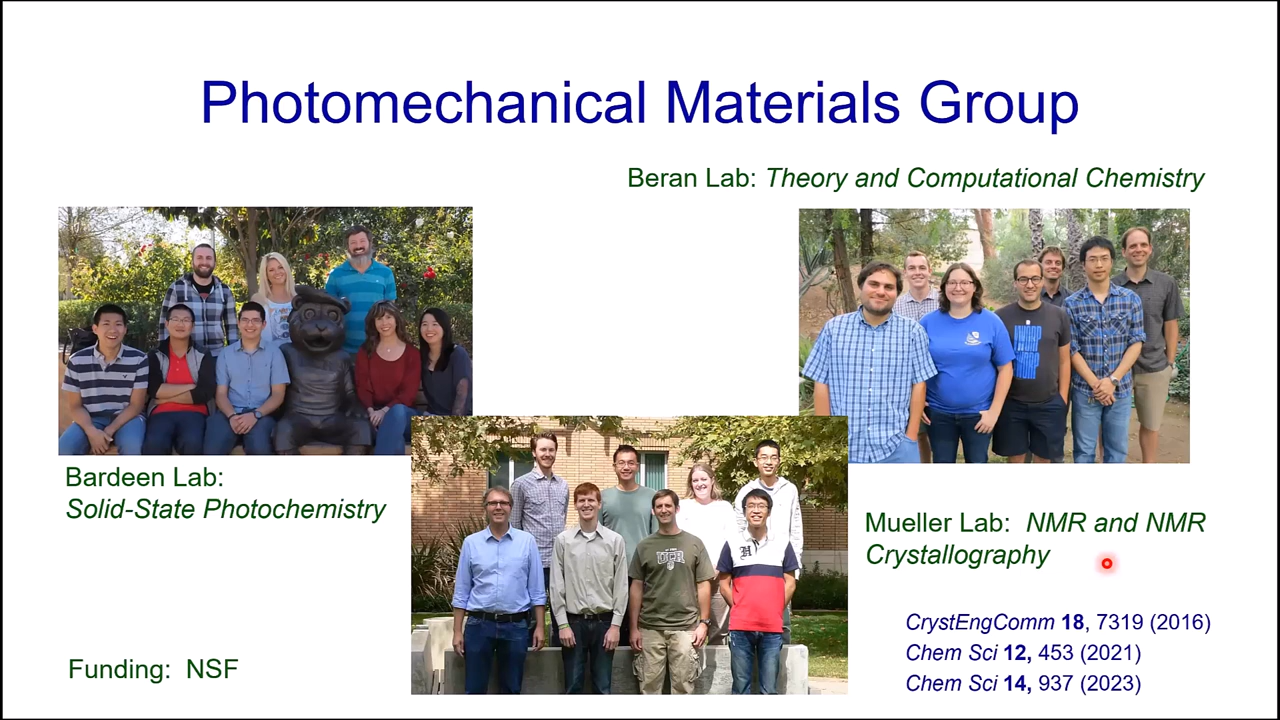 Photomechanical Materials Group
Beran Lab: Theory and Computational Chemistry
Bardeen Lab:
Solid-State Photochemistry
UCR
H
Mueller Lab: NMR and NMR
Crystallography
CrystEngComm 18, 7319 (2016)
Chem Sci 12, 453 (2021)
Chem Sci 14, 937 (2023)
Funding: NSF